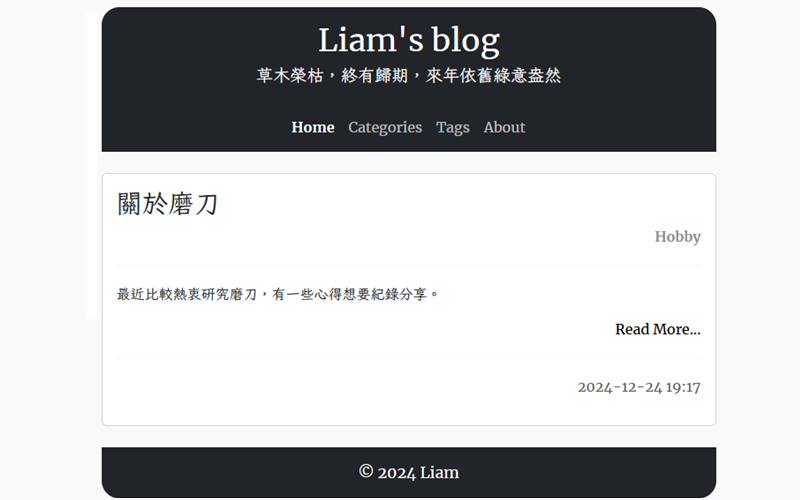 Liam's blog
草木榮枯，終有歸期，來年依舊綠意盎然
Home Categories Tags About
關於磨刀
Hobby
最近比較熱衷研究磨刀，有一些心得想要紀錄分享。
Read More...
2024-12-24 19:17
© 2024 Liam